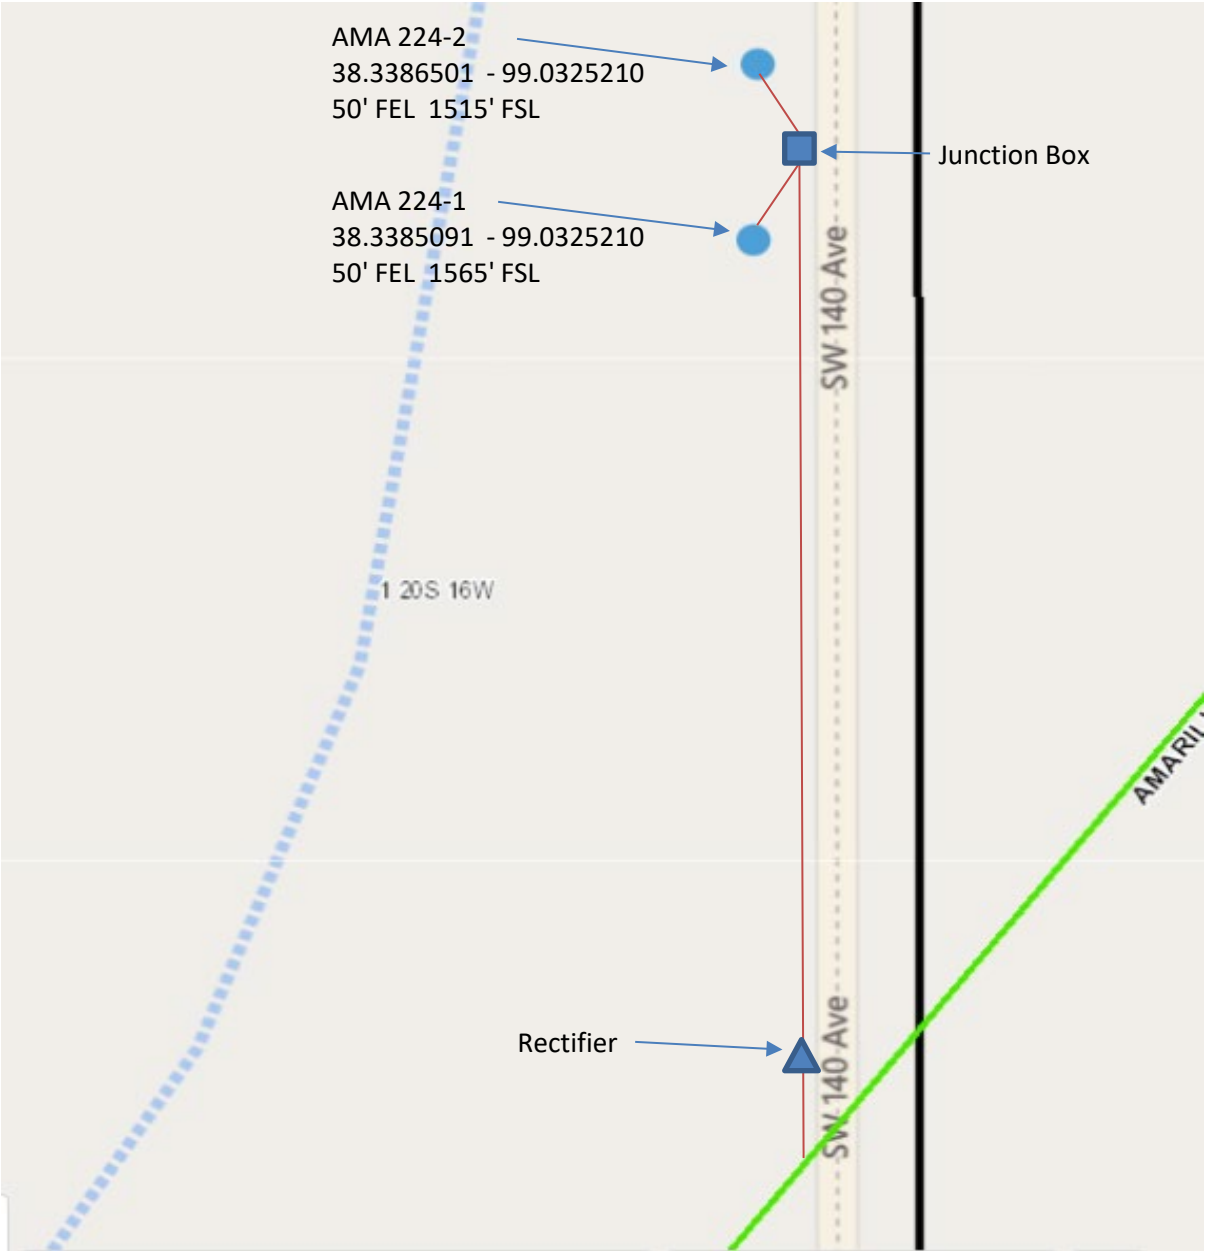 AMA 224-2
38.3386501 - 99.0325210
50' FEL 1515' FSL
Junction Box
AMA 224-1
38.3385091 - 99.0325210
50' FEL 1565' FSL
SW 140 Ave
1 20S 16W
Rectifier
SW 140 Ave